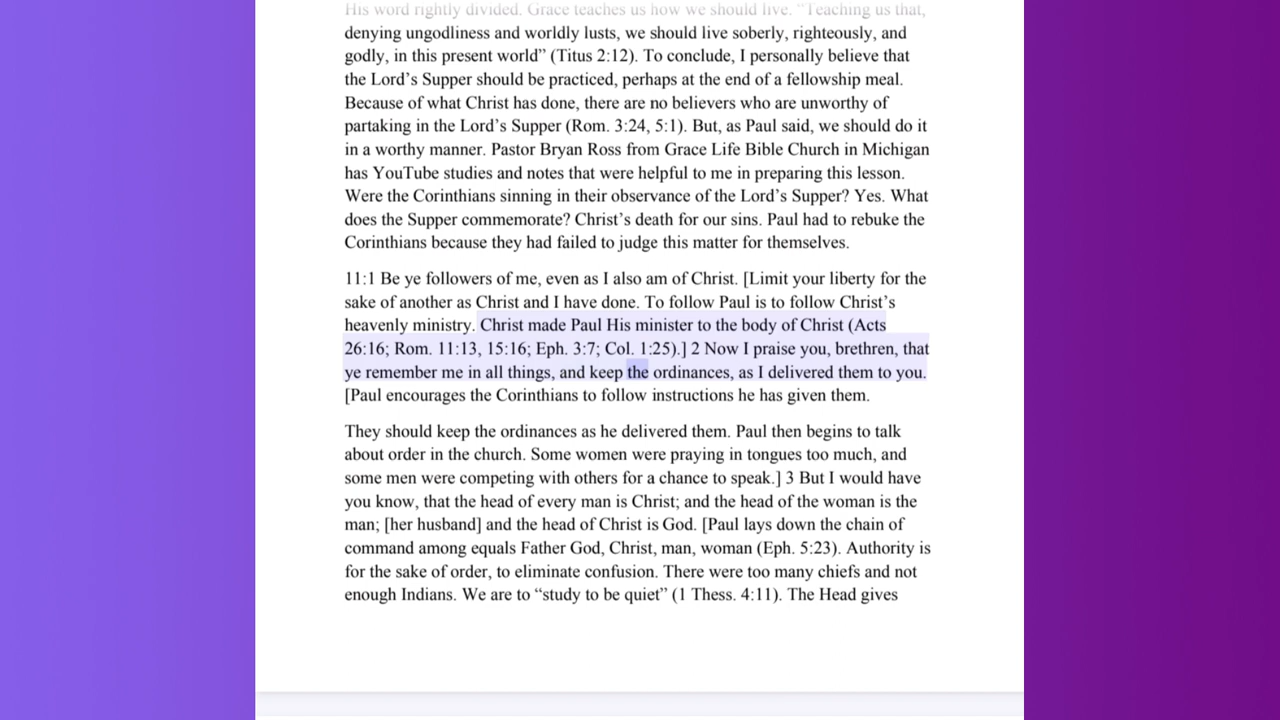 His word rightly divided. Grace teaches us how we should live. “Teaching us that,
denying ungodliness and worldly lusts, we should live soberly, righteously, and
godly, in this present world” (Titus 2:12). To conclude, I personally believe that
the Lord’s Supper should be practiced, perhaps at the end of a fellowship meal.
Because of what Christ has done, there are no believers who are unworthy of
partaking in the Lord’s Supper (Rom. 3:24, 5:1). But, as Paul said, we should do it
in a worthy manner. Pastor Bryan Ross from Grace Life Bible Church in Michigan
has YouTube studies and notes that were helpful to me in preparing this lesson.
Were the Corinthians sinning in their observance of the Lord’s Supper? Yes. What
does the Supper commemorate? Christ’s death for our sins. Paul had to rebuke the
Corinthians because they had failed to judge this matter for themselves.
11:1 Be ye followers of me, even as I also am of Christ. [Limit your liberty for the
sake of another as Christ and I have done. To follow Paul is to follow Christ’s
heavenly ministry. Christ made Paul His minister to the body of Christ (Acts
26:16; Rom. 11:13, 15:16; Eph. 3:7; Col. 1:25).] 2 Now I praise you, brethren, that
ye remember me in all things, and keep the ordinances, as I delivered them to you.
[Paul encourages the Corinthians to follow instructions he has given them.
They should keep the ordinances as he delivered them. Paul then begins to talk
about order in the church. Some women were praying in tongues too much, and
some men were competing with others for a chance to speak.] 3 But I would have
you know, that the head of every man is Christ; and the head of the woman is the
man; [her husband] and the head of Christ is God. [Paul lays down the chain of
command among equals Father God, Christ, man, woman (Eph. 5:23). Authority is
for the sake of order, to eliminate confusion. There were too many chiefs and not
enough Indians. We are to “study to be quiet” (1 Thess. 4:11). The Head gives